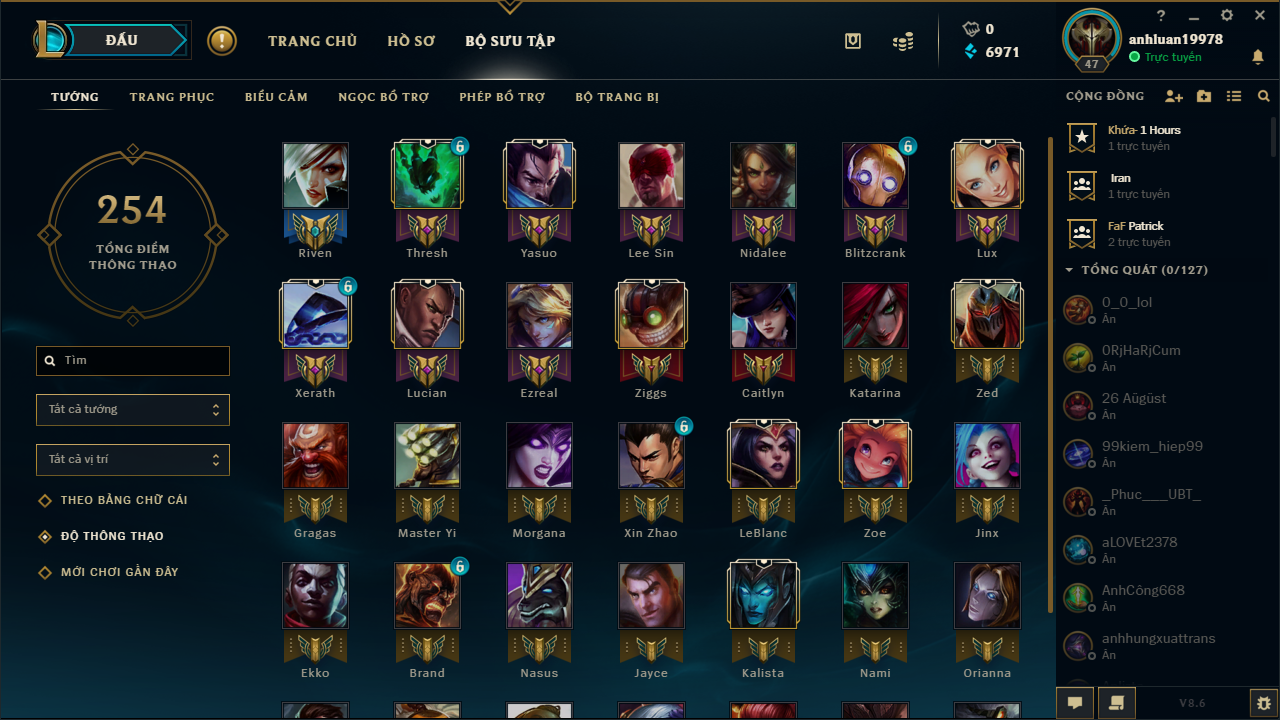 ĐẤU
TRANG CHỦ
HỒ SƠ
BỘ SƯU TẬP
0
6971
?
anhluan19978
Trực tuyến
47
TƯỚNG
TRANG PHỤC
BIỂU CẢM
NGỌC BỔ TRỢ
PHÉP BỔ TRỢ
BỘ TRANG BỊ
254
TỔNG ĐIỂM
THÔNG THẠO
Tìm
Tất cả tướng
Tất cả vị trí
THEO BẢNG CHỮ CÁI
ĐỘ THÔNG THẠO
MỚI CHƠI GẦN ĐÂY
6
6
Riven
Thresh
Yasuo
Lee Sin
Nidalee
Blitzcrank
Lux
6
Xerath
Lucian
Ezreal
Ziggs
Caitlyn
Katarina
Zed
6
Gragas
Master Yi
Morgana
Xin Zhao
LeBlanc
Zoe
Jinx
6
Ekko
Brand
Nasus
Jayce
Kalista
Nami
Orianna
CỘNG ĐỒNG
Khứa- 1 Hours
1 trực tuyến
Iran
1 trực tuyến
FaF Patrick
2 trực tuyến
TỔNG QUÁT (0/127)
0_0_lol
Ẩn
0RjHaRjCum
Ẩn
26 Aügüst
Ẩn
99kiem_hiep99
Ẩn
_Phuc___UBT_
Ẩn
aLOVEt2378
Ẩn
AnhCông668
Ẩn
anhhungxuattrans
Ẩn
V8.6